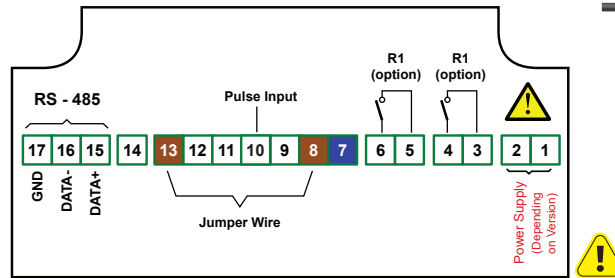 R1
(option)
R1
(option)
RS - 485
Pulse Input
17 16 15 14 13 12 11 10 9 8 7 6 5 4 3 2 1
GND
DATA-
DATA+
Jumper Wire
Power Supply
(Depending
on Version)